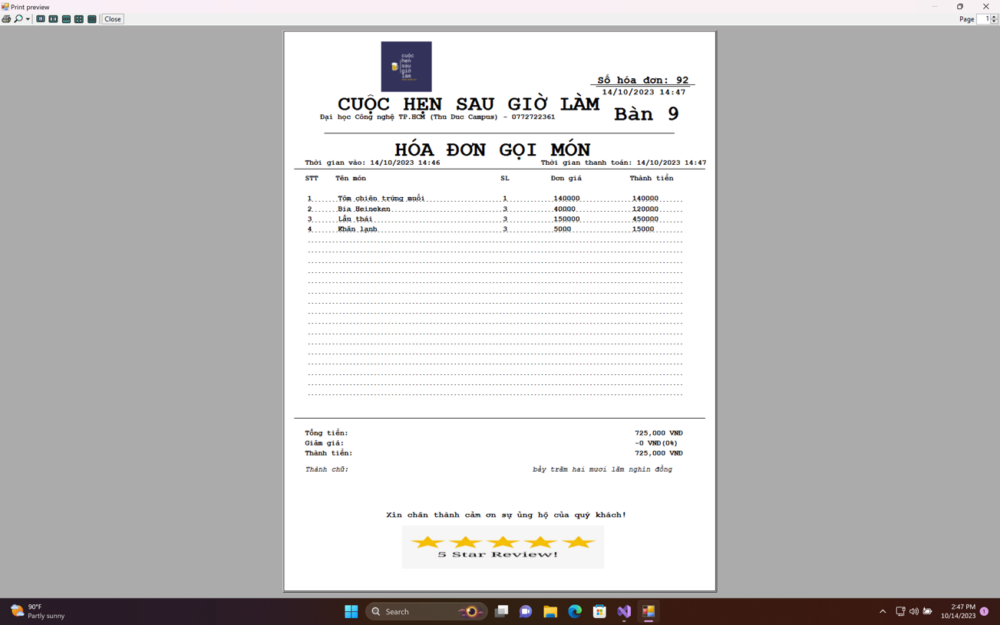 Print preview
Close
Page 1
cuộc
hẹn
sau
giờ
làm
Số hóa đơn: 92
14/10/2023 14:47
CUỘC HẸN SAU GIỜ LÀM
Bàn 9
Đại học Công nghệ TP.HCM (Thu Duc Campus) - 0772722361
HÓA ĐƠN GỌI MÓN
Thời gian vào: 14/10/2023 14:46 Thời gian thanh toán: 14/10/2023 14:47
STT Tên món SL Đơn giá Thành tiền
1 Tôm chiên trứng muối 1 140000 140000
2 Bia Heineken 3 40000 120000
3 Lẩu thái 3 150000 450000
4 Khăn lạnh 3 5000 15000
Tổng tiền: 725,000 VNĐ
Giảm giá: -0 VNĐ(0%)
Thành tiền: 725,000 VNĐ
Thành chữ: bảy trăm hai mươi lăm nghìn đồng
Xin chân thành cảm ơn sự ủng hộ của quý khách!
5 Star Review!
90°F
Partly sunny
Search
2:47 PM
10/14/2023
1